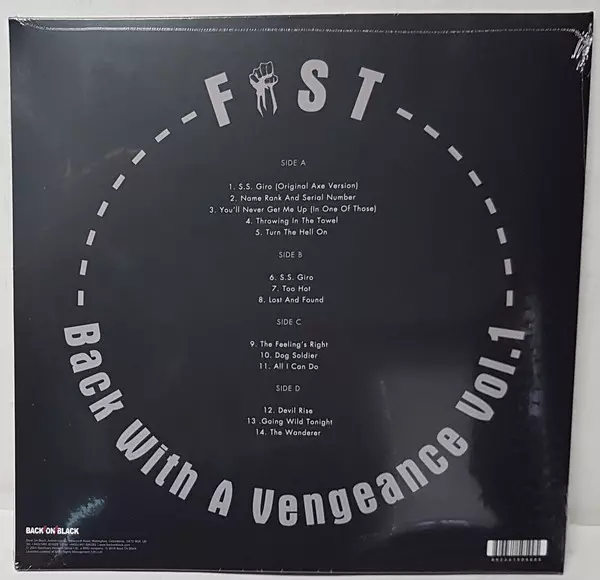 FIST
SIDE A
1. S.S. Giro (Original Axe Version)
2. Name Rank And Serial Number
3. You'll Never Get Me Up (In One Of Those)
4. Throwing In The Towel
5. Turn The Hell On
SIDE B
6. S.S. Giro
7. Too Hot
8. Lost And Found
SIDE C
9. The Feeling's Right
10. Dog Soldier
11. All I Can Do
SIDE D
12. Devil Rise
13 .Going Wild Tonight
14. The Wanderer
Back With A Vengeance Vol.1
BACK ON BLACK